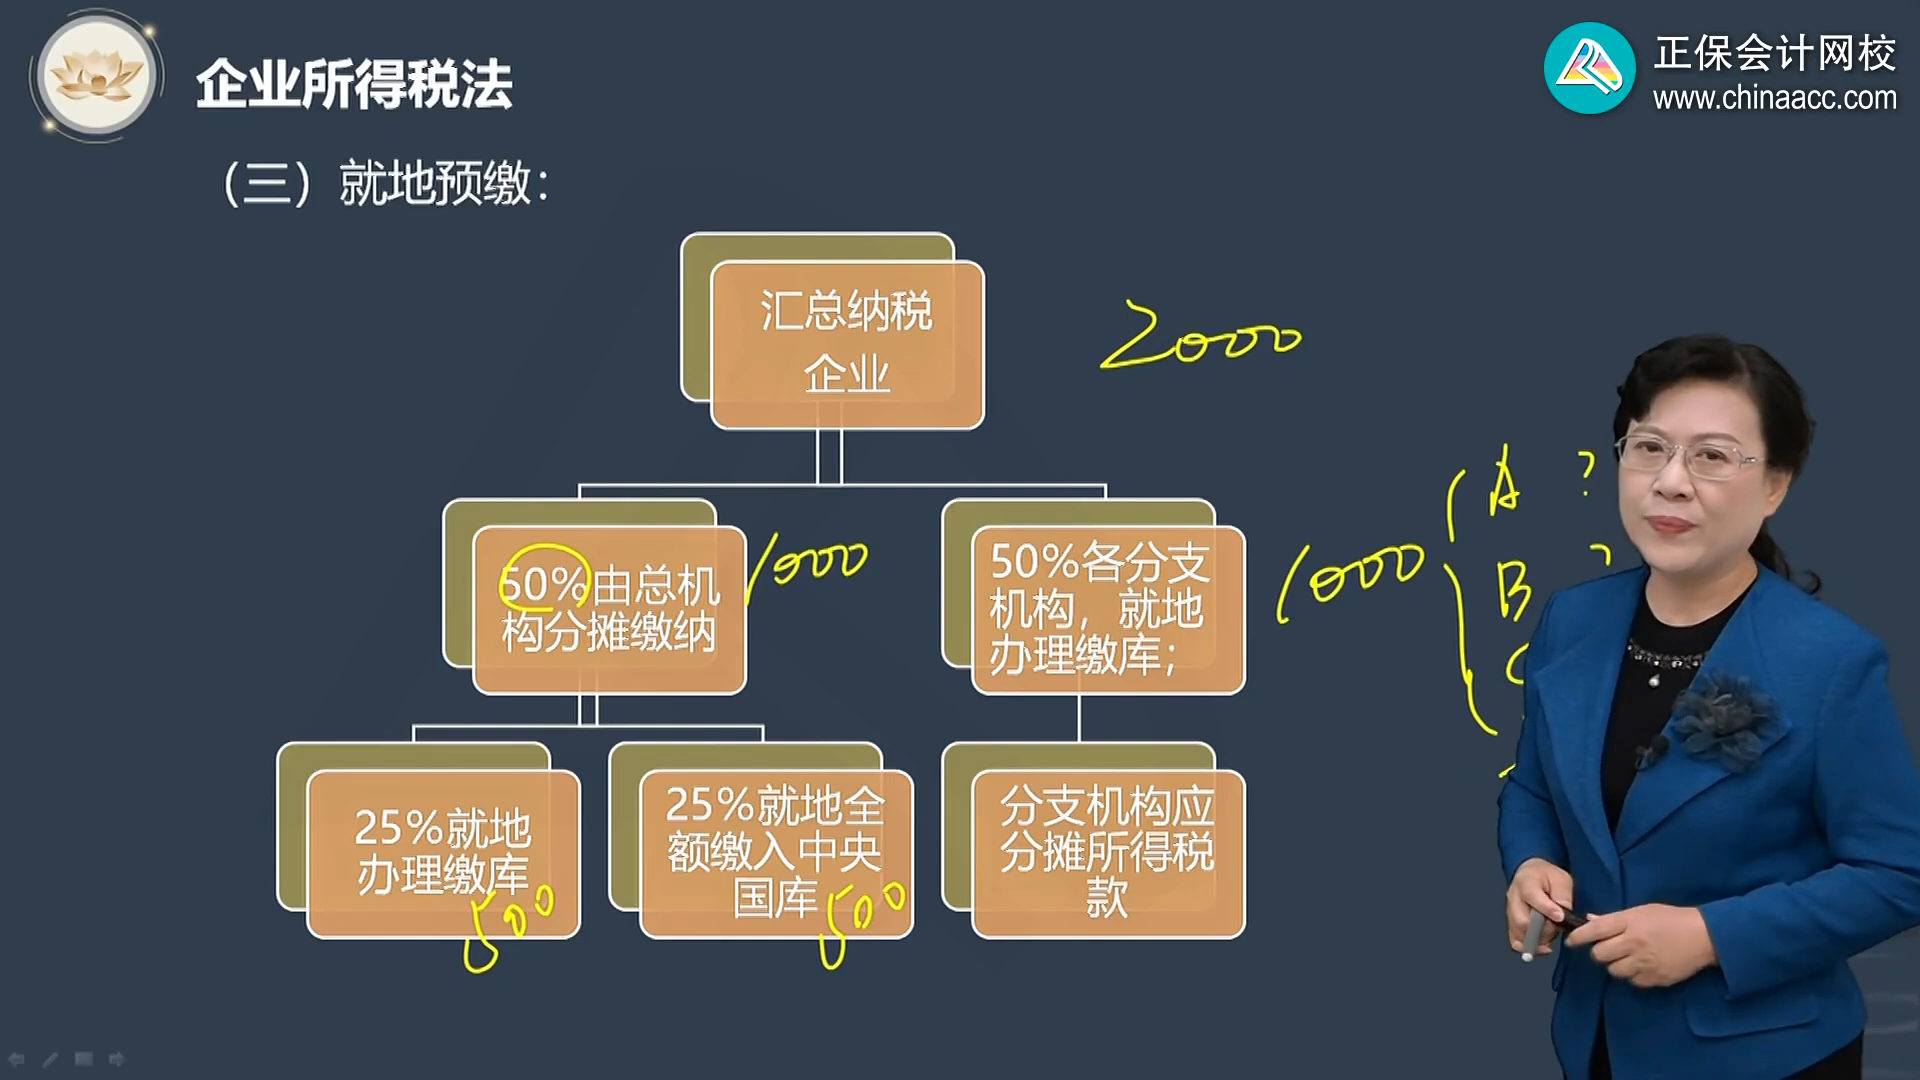 企业所得税法
正保会计网校
www.chinaacc.com
（三）就地预缴：
汇总纳税
企业
2000
50%由总机
构分摊缴纳
1000
50%各分支
机构，就地
办理缴库；
1000
A ?
B ?
C
25%就地
办理缴库
500
25%就地全
额缴入中央
国库
500
分支机构应
分摊所得税
款